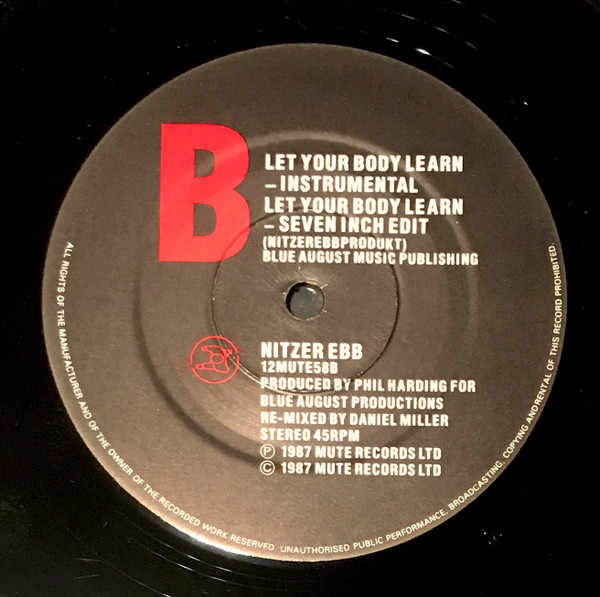 B
LET YOUR BODY LEARN
– INSTRUMENTAL
LET YOUR BODY LEARN
– SEVEN INCH EDIT
(NITZEREBBPRODUKT)
BLUE AUGUST MUSIC PUBLISHING
NITZER EBB
12MUTE58B
PRODUCED BY PHIL HARDING FOR
BLUE AUGUST PRODUCTIONS
RE-MIXED BY DANIEL MILLER
STEREO 45RPM
Ⓟ 1987 MUTE RECORDS LTD
© 1987 MUTE RECORDS LTD
ALL RIGHTS OF THE MANUFACTURER AND OF THE OWNER OF THE RECORDED WORK RESERVED. UNAUTHORISED PUBLIC PERFORMANCE, BROADCASTING, COPYING AND RENTAL OF THIS RECORD PROHIBITED.